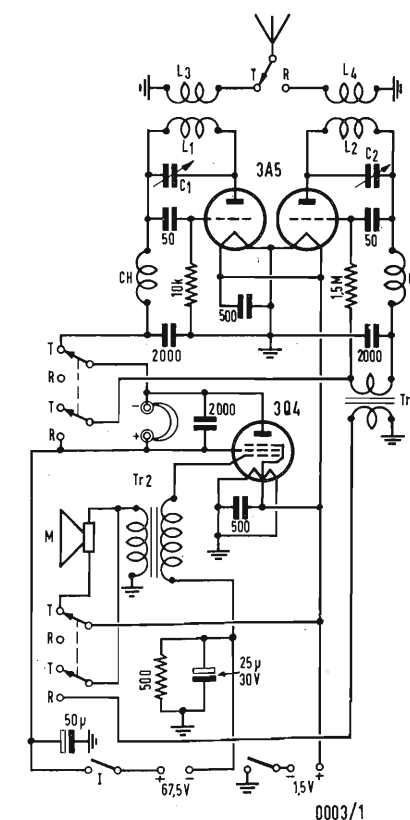 L3
T
R
L4
L1
L2
C1
3A5
C2
50
50
CH
10k
500
1,5M
2000
2000
T
R
T
R
-
+
2000
3Q4
Tr
Tr2
500
M
T
R
T
R
500
25µ
30V
50µ
I
+
67,5V
-
-
1,5V
+
0003/1